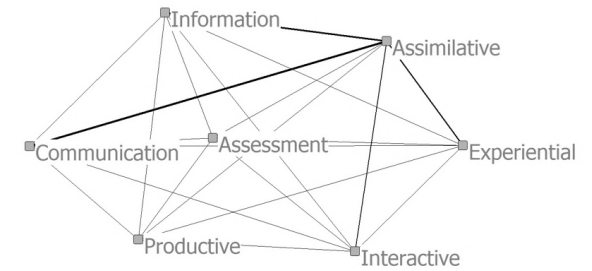 Information
Assimilative
Assessment
Communication
Experiential
Productive
Interactive